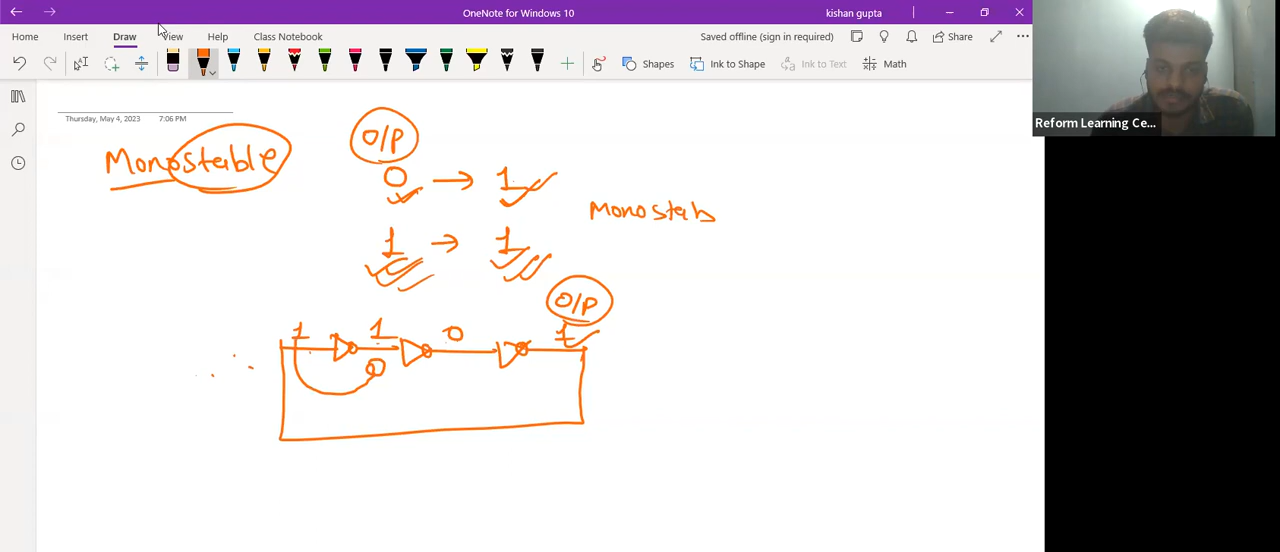 OneNote for Windows 10
kishan gupta
Home Insert Draw View Help Class Notebook
Saved offline (sign in required)
Share
Shapes
Ink to Shape
Ink to Text
Math
Reform Learning Ce...
Thursday, May 4, 2023 7:06 PM
Monostable
O/P
0 → 1
Monostab
1 → 1
O/P
1 1 0 1
0